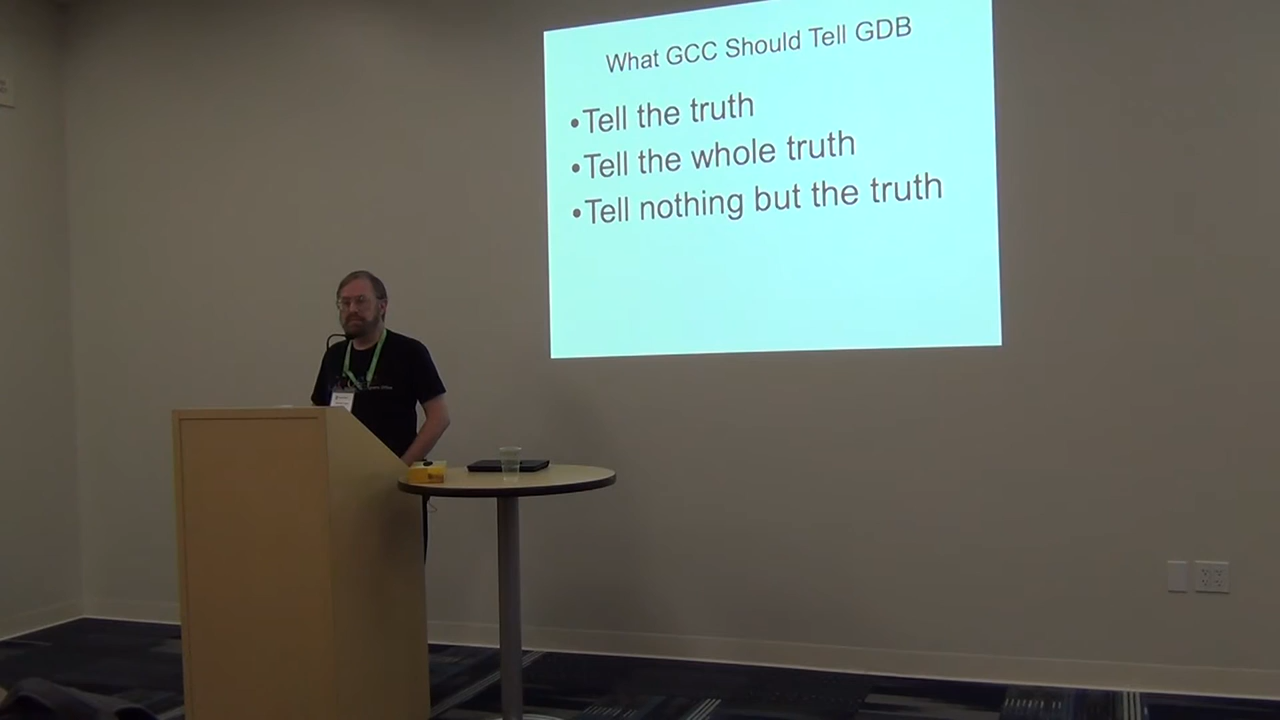 What GCC Should Tell GDB
•Tell the truth
•Tell the whole truth
•Tell nothing but the truth